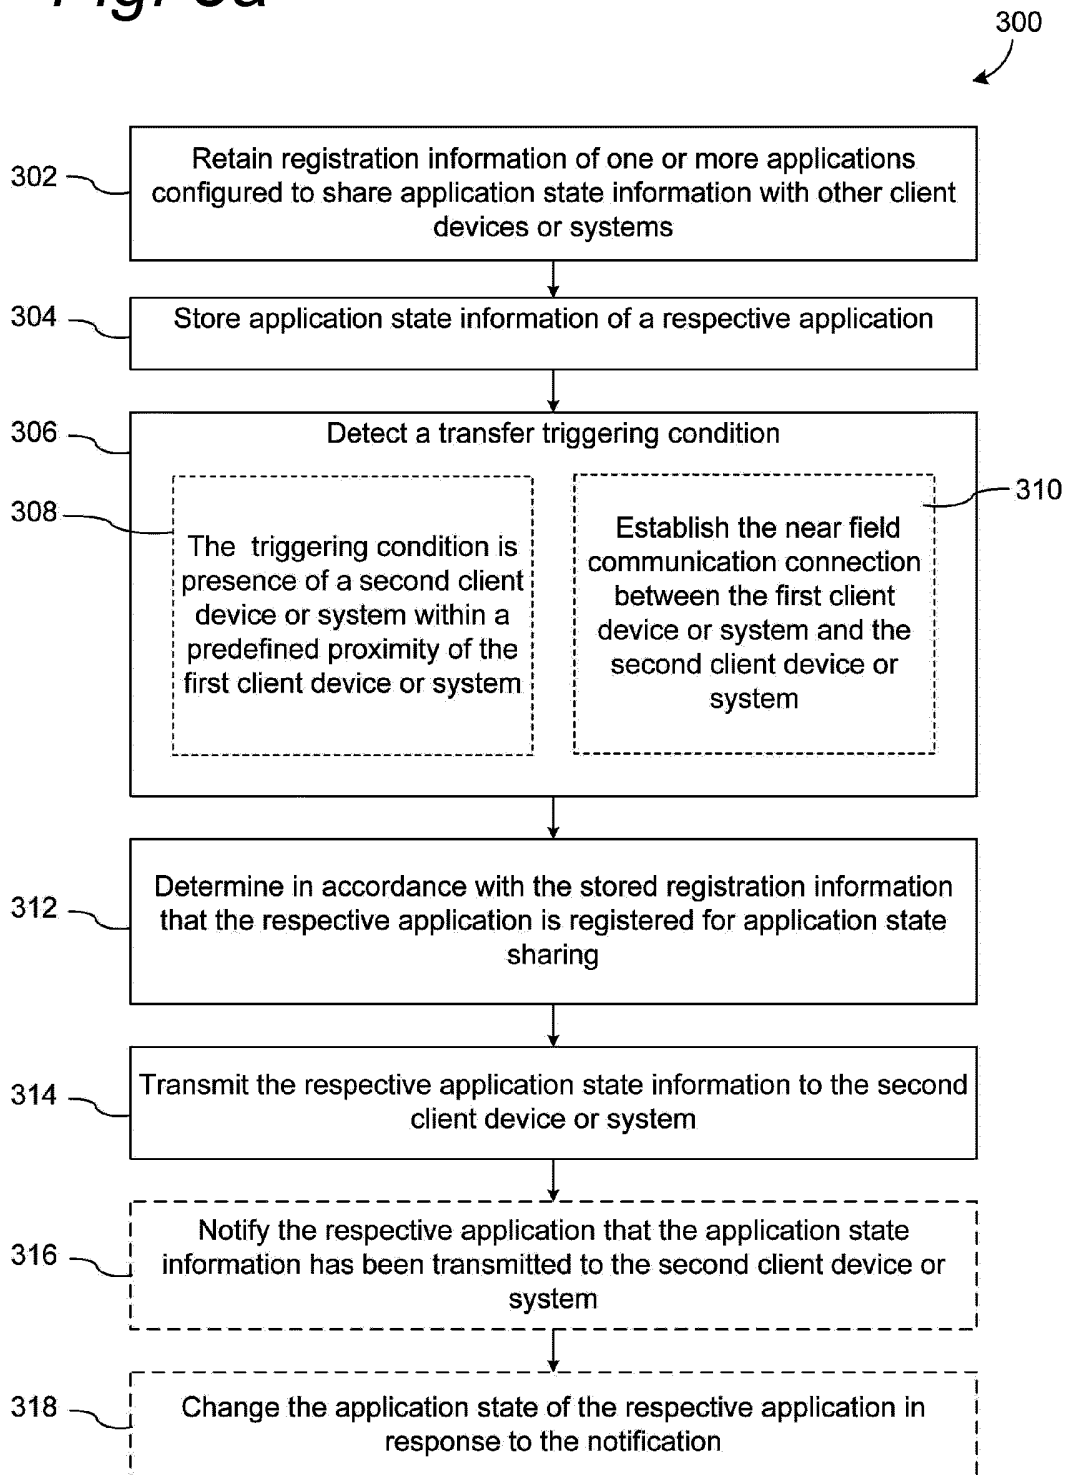 300
302
Retain registration information of one or more applications
configured to share application state information with other client
devices or systems
304
Store application state information of a respective application
306
Detect a transfer triggering condition
308
The triggering condition is
presence of a second client
device or system within a
predefined proximity of the
first client device or system
310
Establish the near field
communication connection
between the first client
device or system and the
second client device or
system
312
Determine in accordance with the stored registration information
that the respective application is registered for application state
sharing
314
Transmit the respective application state information to the second
client device or system
316
Notify the respective application that the application state
information has been transmitted to the second client device or
system
318
Change the application state of the respective application in
response to the notification